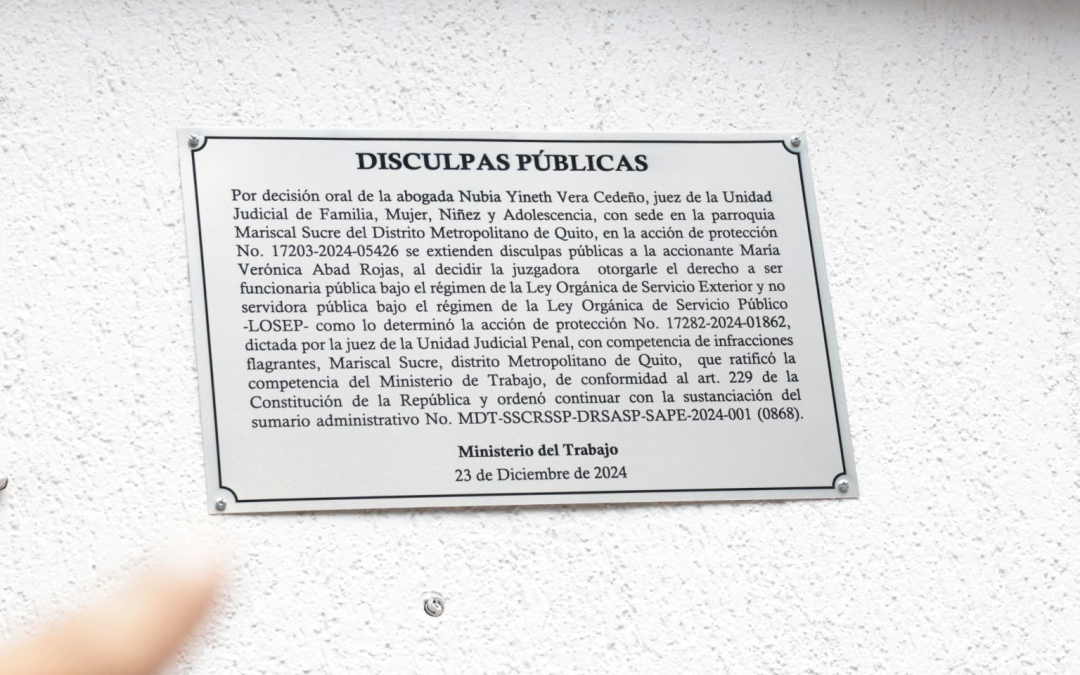 DISCULPAS PÚBLICAS
Por decisión oral de la abogada Nubia Yineth Vera Cedeño, juez de la Unidad
Judicial de Familia, Mujer, Niñez y Adolescencia, con sede en la parroquia
Mariscal Sucre del Distrito Metropolitano de Quito, en la acción de protección
No. 17203-2024-05426 se extienden disculpas públicas a la accionante María
Verónica Abad Rojas, al decidir la juzgadora otorgarle el derecho a ser
funcionaria pública bajo el régimen de la Ley Orgánica de Servicio Exterior y no
servidora pública bajo el régimen de la Ley Orgánica de Servicio Público
-LOSEP- como lo determinó la acción de protección No. 17282-2024-01862,
dictada por la juez de la Unidad Judicial Penal, con competencia de infracciones
flagrantes, Mariscal Sucre, distrito Metropolitano de Quito, que ratificó la
competencia del Ministerio de Trabajo, de conformidad al art. 229 de la
Constitución de la República y ordenó continuar con la sustanciación del
sumario administrativo No. MDT-SSCRSSP-DRSASP-SAPE-2024-001 (0868).
Ministerio del Trabajo
23 de Diciembre de 2024